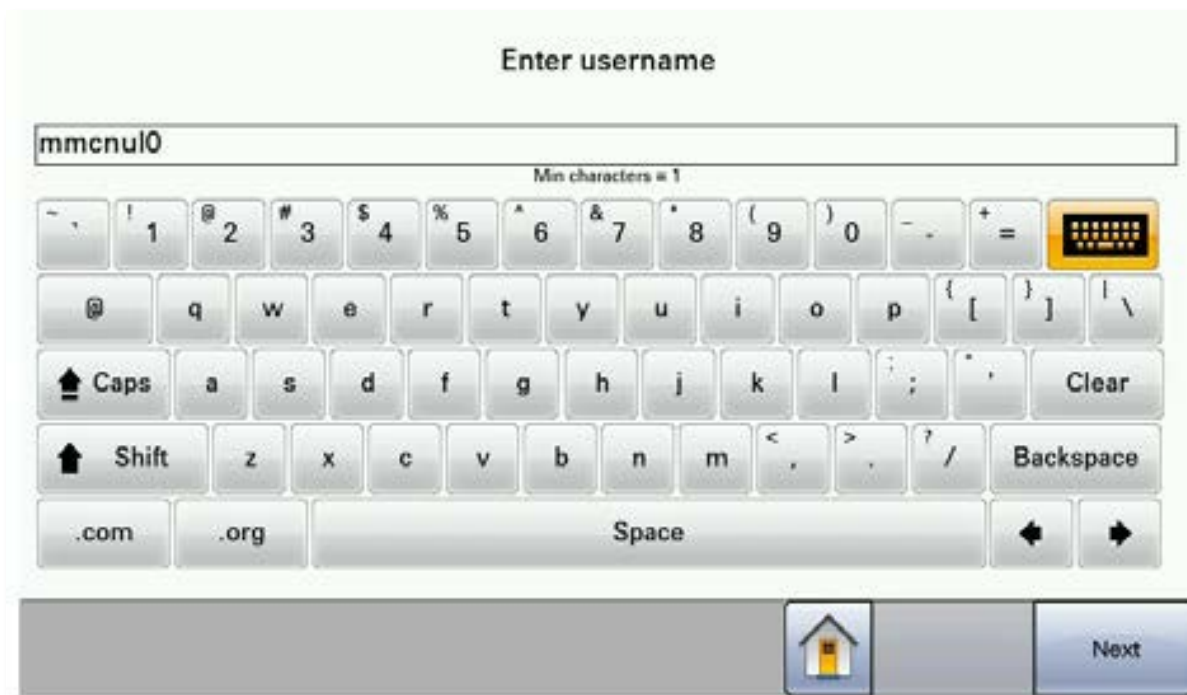 Enter username
mmcnul0
Min characters = 1
~ ` ! 1 @ 2 # 3 $ 4 % 5 ^ 6 & 7 * 8 ( 9 ) 0 _ - + =
@ q w e r t y u i o p { [ } ] | \
Caps a s d f g h j k l : ; " ' Clear
Shift z x c v b n m < , > . ? / Backspace
.com .org Space
Next